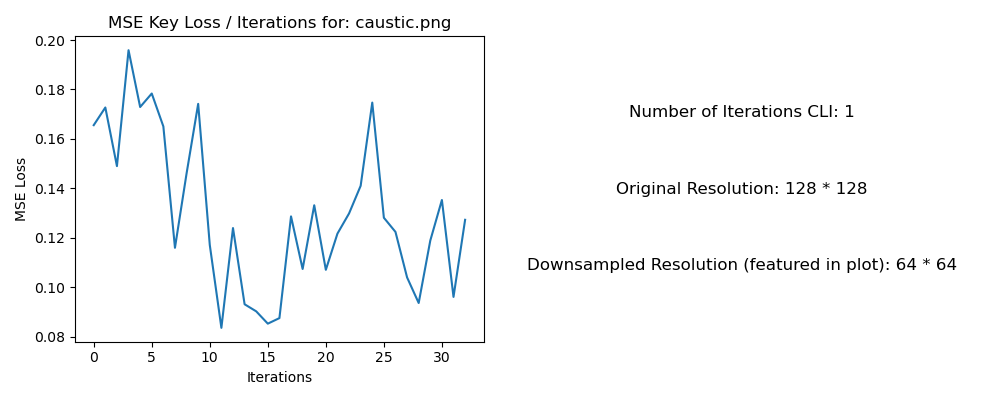 MSE Key Loss / Iterations for: caustic.png
0.20
0.18
0.16
0.14
0.12
0.10
0.08
MSE Loss
0 5 10 15 20 25 30
Iterations
Number of Iterations CLI: 1
Original Resolution: 128 * 128
Downsampled Resolution (featured in plot): 64 * 64